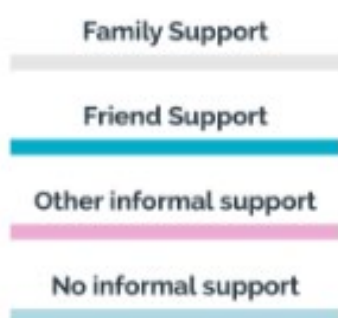 Family Support
Friend Support
Other informal support
No informal support